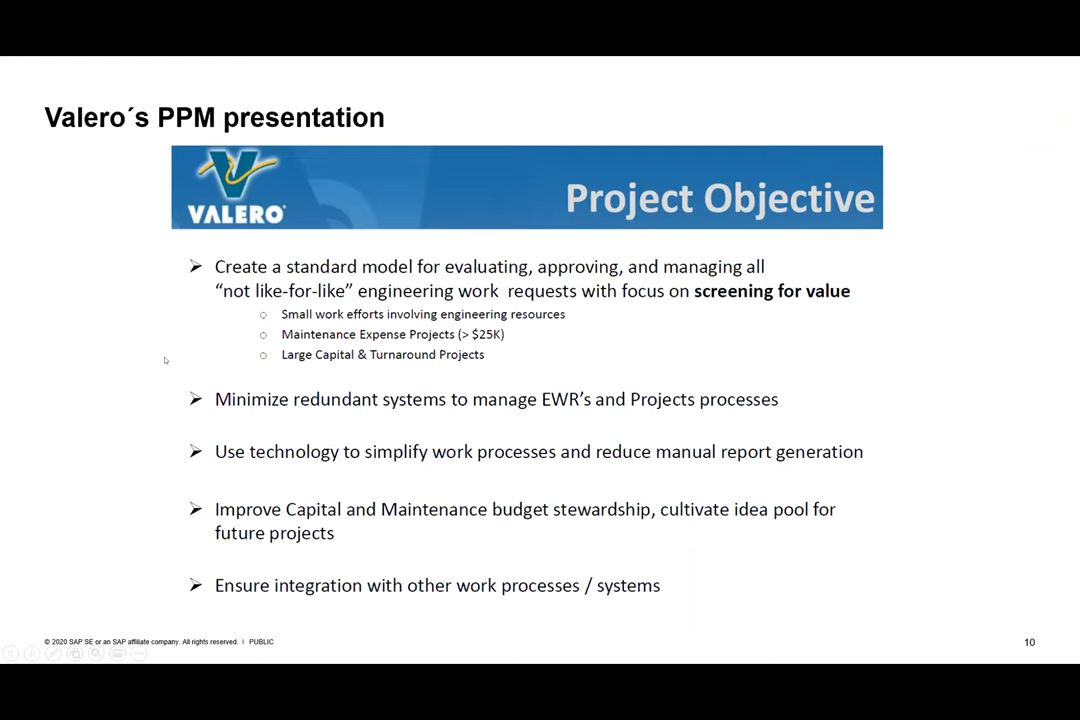 Valero´s PPM presentation
VALERO
Project Objective
Create a standard model for evaluating, approving, and managing all
“not like-for-like” engineering work requests with focus on screening for value
Small work efforts involving engineering resources
Maintenance Expense Projects (> $25K)
Large Capital & Turnaround Projects
Minimize redundant systems to manage EWR’s and Projects processes
Use technology to simplify work processes and reduce manual report generation
Improve Capital and Maintenance budget stewardship, cultivate idea pool for
future projects
Ensure integration with other work processes / systems
© 2020 SAP SE or an SAP affiliate company. All rights reserved. I PUBLIC
10